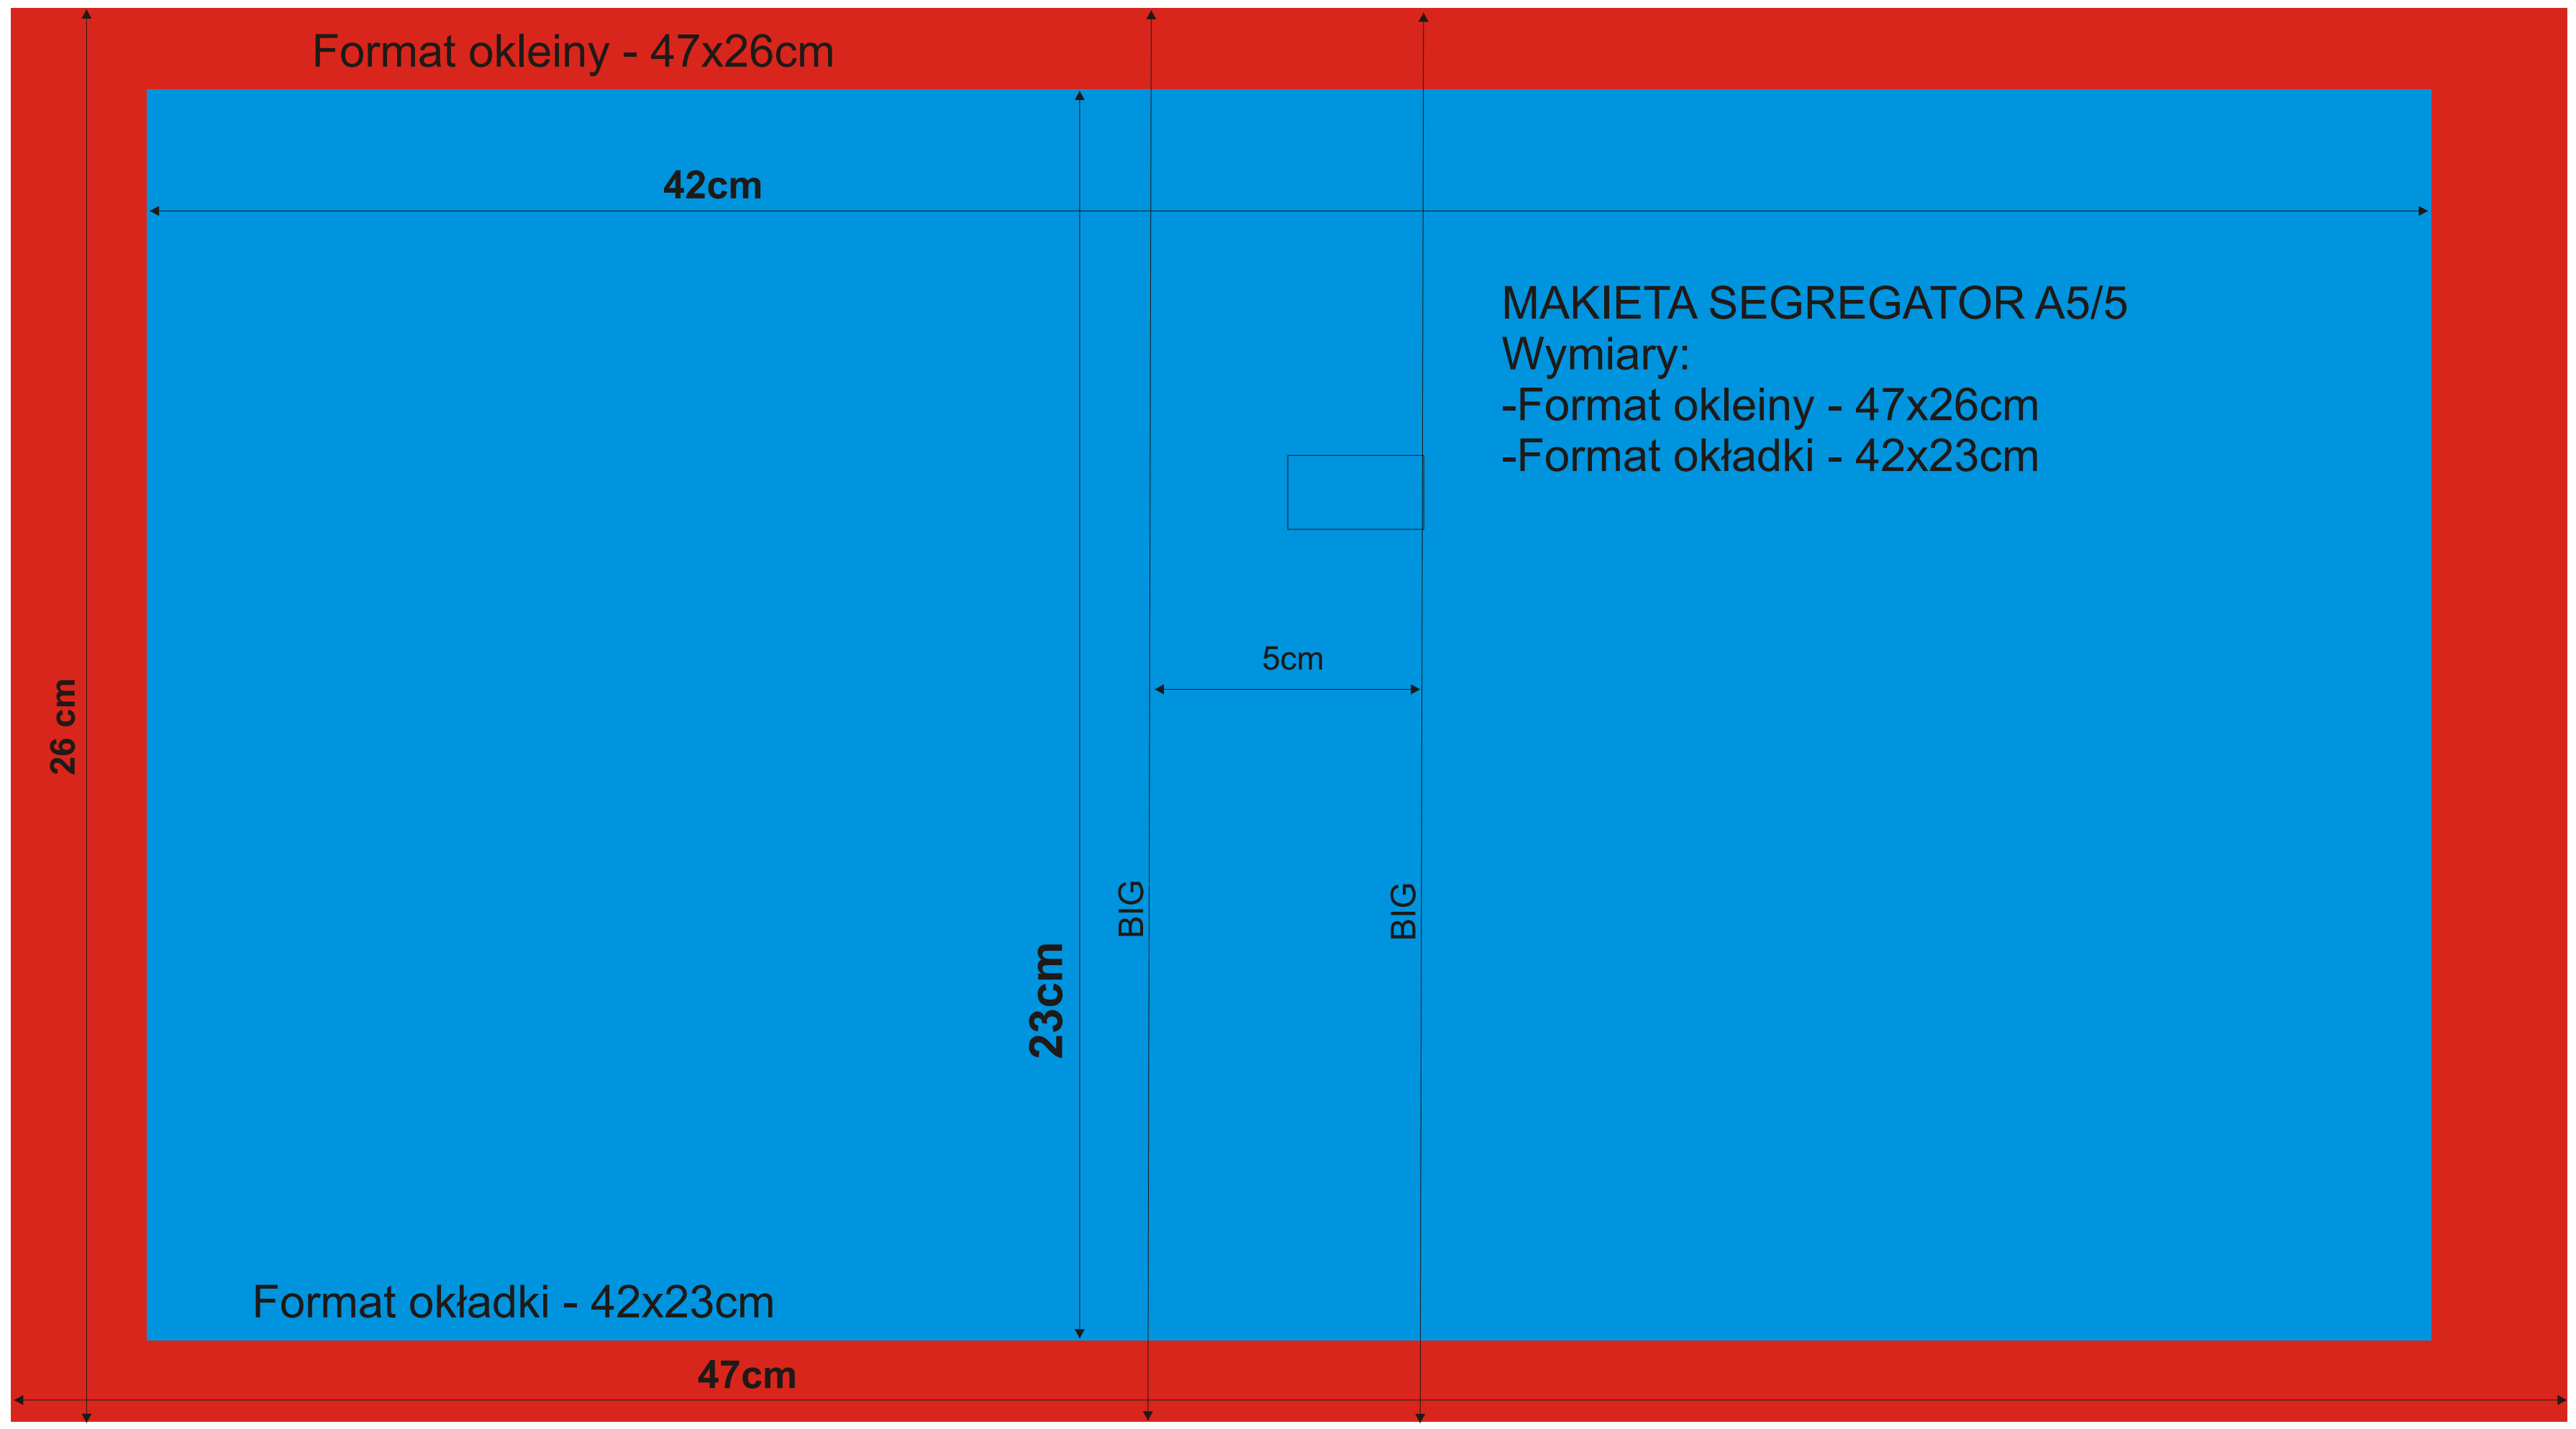 Format okleiny - 47x26cm
42cm
MAKIETA SEGREGATOR A5/5
Wymiary:
-Format okleiny - 47x26cm
-Format okładki - 42x23cm
5cm
26 cm
BIG
BIG
23cm
Format okładki - 42x23cm
47cm